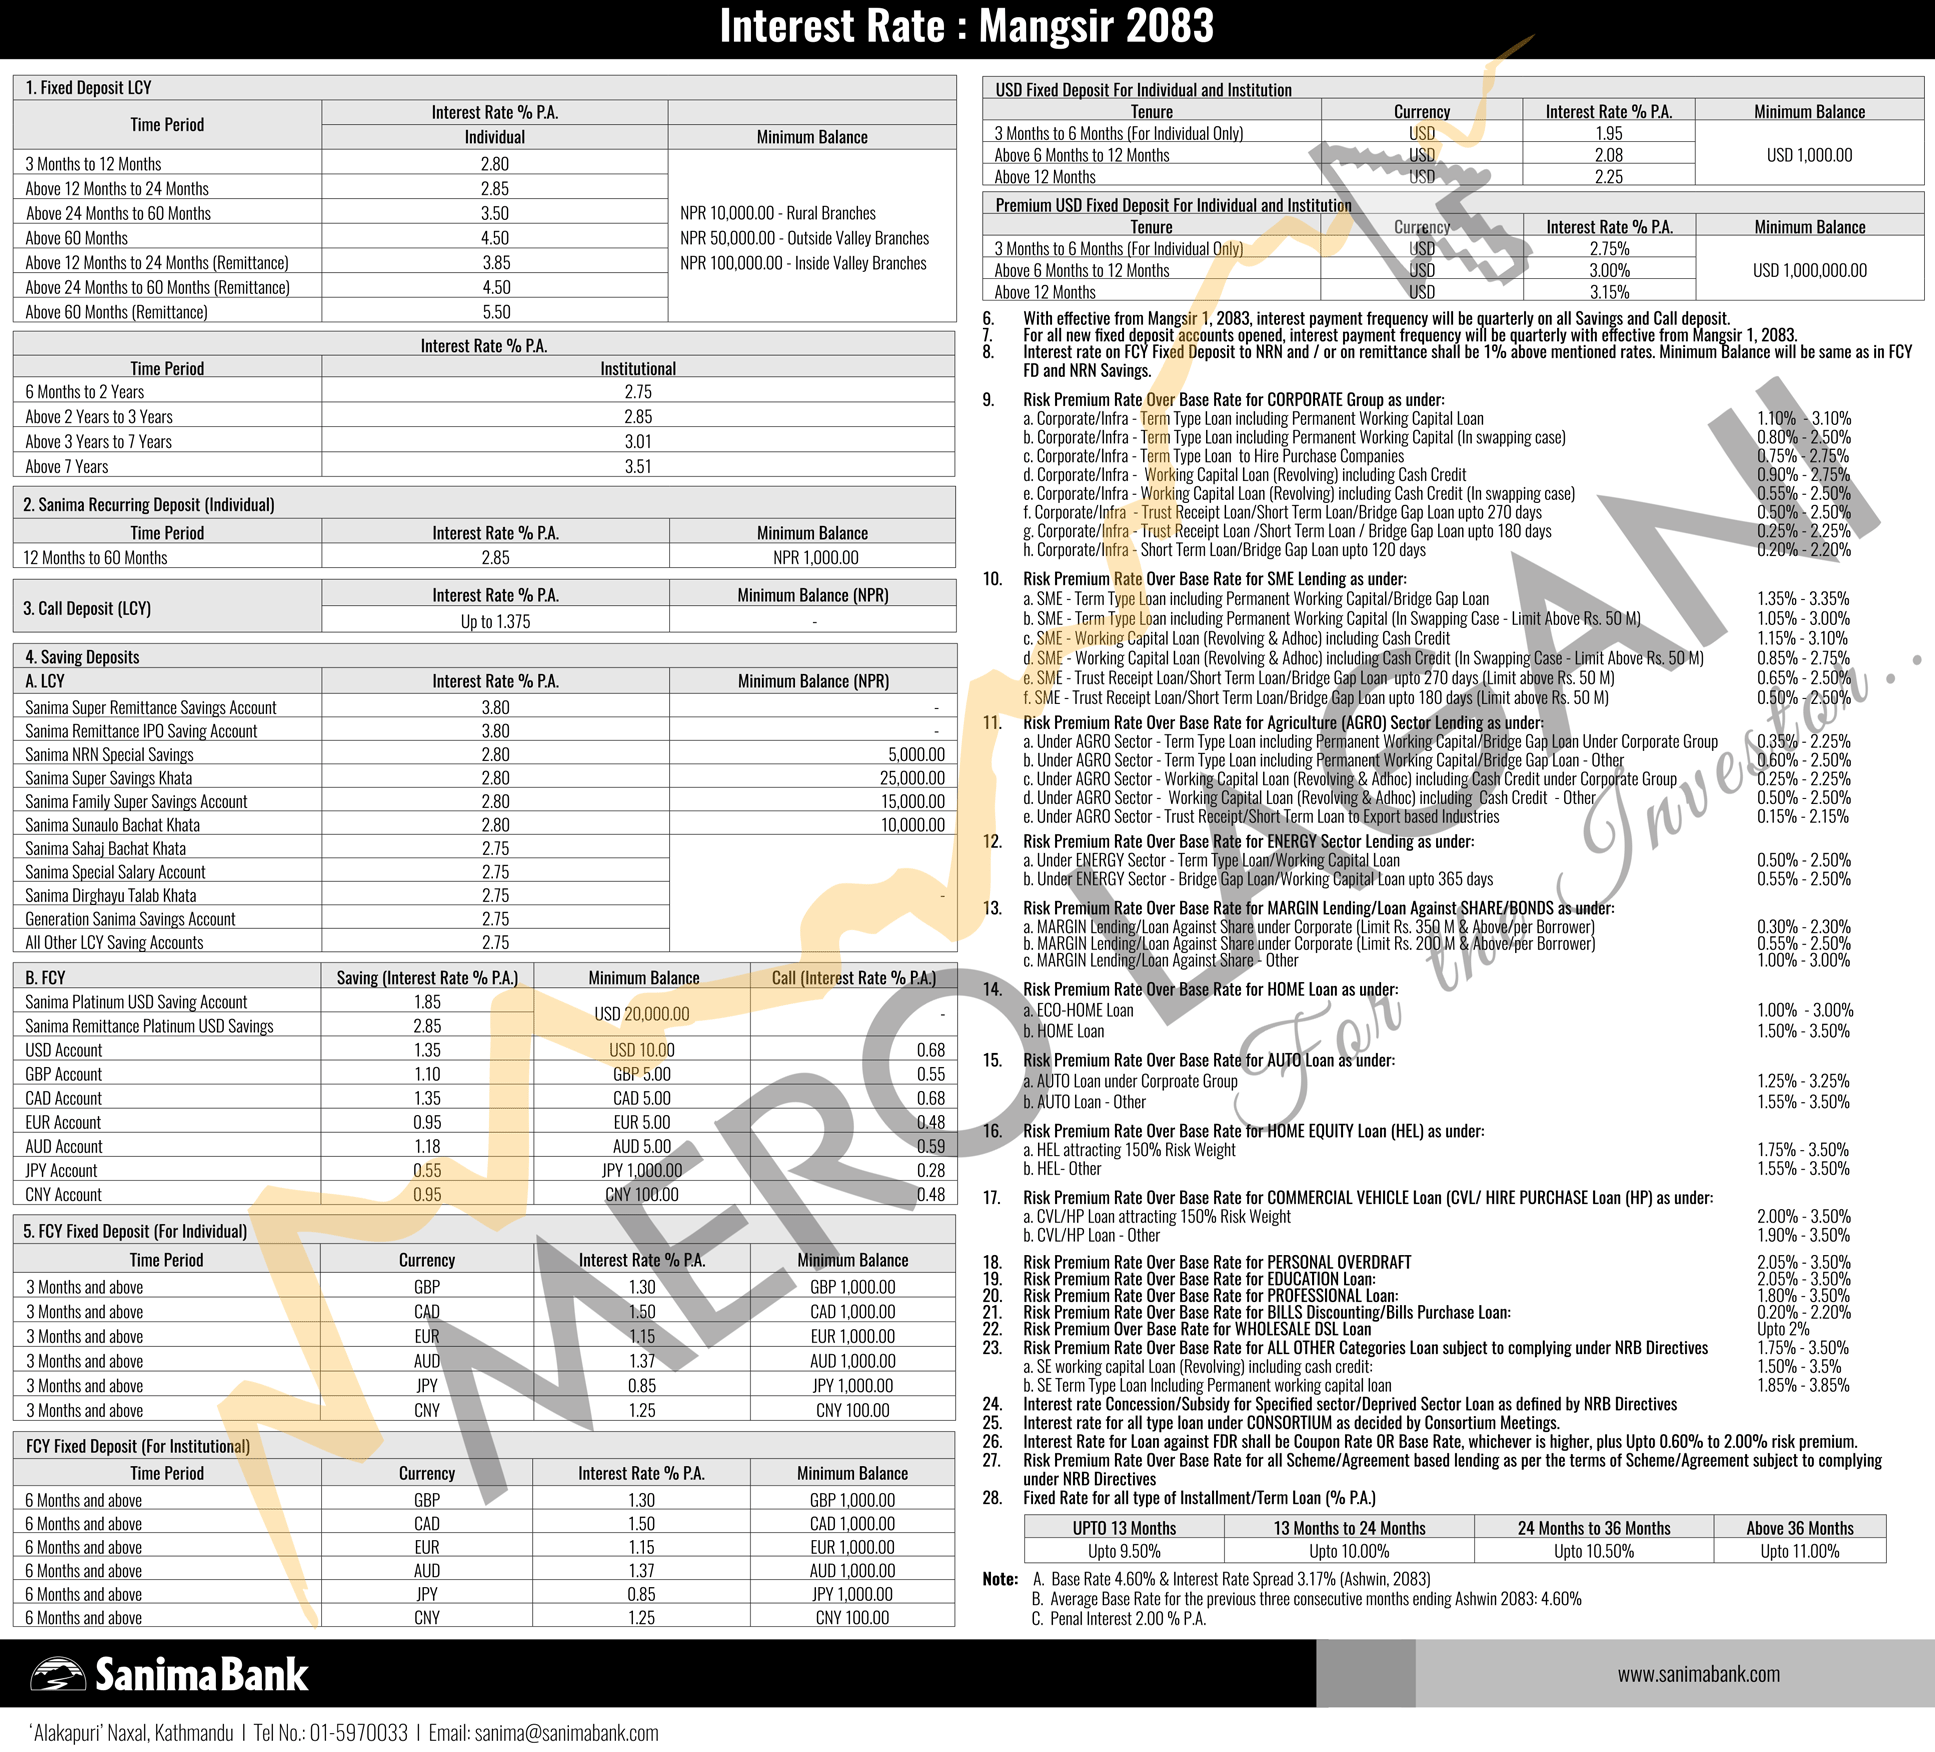 Interest Rate : Mangsir 2083
1. Fixed Deposit LCY
Time Period Interest Rate % P.A.
Individual Minimum Balance
3 Months to 12 Months 2.80
Above 12 Months to 24 Months 2.85
Above 24 Months to 60 Months 3.50 NPR 10,000.00 - Rural Branches
Above 60 Months 4.50 NPR 50,000.00 - Outside Valley Branches
Above 12 Months to 24 Months (Remittance) 3.85 NPR 100,000.00 - Inside Valley Branches
Above 24 Months to 60 Months (Remittance) 4.50
Above 60 Months (Remittance) 5.50
Interest Rate % P.A.
Time Period Institutional
6 Months to 2 Years 2.75
Above 2 Years to 3 Years 2.85
Above 3 Years to 7 Years 3.01
Above 7 Years 3.51
2. Sanima Recurring Deposit (Individual)
Time Period Interest Rate % P.A. Minimum Balance
12 Months to 60 Months 2.85 NPR 1,000.00
3. Call Deposit (LCY) Interest Rate % P.A. Minimum Balance (NPR)
Up to 1.375 -
4. Saving Deposits
A. LCY Interest Rate % P.A. Minimum Balance (NPR)
Sanima Super Remittance Savings Account 3.80 -
Sanima Remittance IPO Saving Account 3.80 -
Sanima NRN Special Savings 2.80 5,000.00
Sanima Super Savings Khata 2.80 25,000.00
Sanima Family Super Savings Account 2.80 15,000.00
Sanima Sunaulo Bachat Khata 2.80 10,000.00
Sanima Sahaj Bachat Khata 2.75
Sanima Special Salary Account 2.75
Sanima Dirghayu Talab Khata 2.75 -
Generation Sanima Savings Account 2.75
All Other LCY Saving Accounts 2.75
B. FCY Saving (Interest Rate % P.A.) Minimum Balance Call (Interest Rate % P.A.)
Sanima Platinum USD Saving Account 1.85 USD 20,000.00 -
Sanima Remittance Platinum USD Savings 2.85
USD Account 1.35 USD 10.00 0.68
GBP Account 1.10 GBP 5.00 0.55
CAD Account 1.35 CAD 5.00 0.68
EUR Account 0.95 EUR 5.00 0.48
AUD Account 1.18 AUD 5.00 0.59
JPY Account 0.55 JPY 1,000.00 0.28
CNY Account 0.95 CNY 100.00 0.48
5. FCY Fixed Deposit (For Individual)
Time Period Currency Interest Rate % P.A. Minimum Balance
3 Months and above GBP 1.30 GBP 1,000.00
3 Months and above CAD 1.50 CAD 1,000.00
3 Months and above EUR 1.15 EUR 1,000.00
3 Months and above AUD 1.37 AUD 1,000.00
3 Months and above JPY 0.85 JPY 1,000.00
3 Months and above CNY 1.25 CNY 100.00
FCY Fixed Deposit (For Institutional)
Time Period Currency Interest Rate % P.A. Minimum Balance
6 Months and above GBP 1.30 GBP 1,000.00
6 Months and above CAD 1.50 CAD 1,000.00
6 Months and above EUR 1.15 EUR 1,000.00
6 Months and above AUD 1.37 AUD 1,000.00
6 Months and above JPY 0.85 JPY 1,000.00
6 Months and above CNY 1.25 CNY 100.00
USD Fixed Deposit For Individual and Institution
Tenure Currency Interest Rate % P.A. Minimum Balance
3 Months to 6 Months (For Individual Only) USD 1.95
Above 6 Months to 12 Months USD 2.08 USD 1,000.00
Above 12 Months USD 2.25
Premium USD Fixed Deposit For Individual and Institution
Tenure Currency Interest Rate % P.A. Minimum Balance
3 Months to 6 Months (For Individual Only) USD 2.75%
Above 6 Months to 12 Months USD 3.00% USD 1,000,000.00
Above 12 Months USD 3.15%
6. With effective from Mangsir 1, 2083, interest payment frequency will be quarterly on all Savings and Call deposit.
7. For all new fixed deposit accounts opened, interest payment frequency will be quarterly with effective from Mangsir 1, 2083.
8. Interest rate on FCY Fixed Deposit to NRN and / or on remittance shall be 1% above mentioned rates. Minimum Balance will be same as in FCY
FD and NRN Savings.
9. Risk Premium Rate Over Base Rate for CORPORATE Group as under:
a. Corporate/Infra - Term Type Loan including Permanent Working Capital Loan 1.10% - 3.10%
b. Corporate/Infra - Term Type Loan including Permanent Working Capital (In swapping case) 0.80% - 2.50%
c. Corporate/Infra - Term Type Loan to Hire Purchase Companies 0.75% - 2.75%
d. Corporate/Infra - Working Capital Loan (Revolving) including Cash Credit 0.90% - 2.75%
e. Corporate/Infra - Working Capital Loan (Revolving) including Cash Credit (In swapping case) 0.55% - 2.50%
f. Corporate/Infra - Trust Receipt Loan/Short Term Loan/Bridge Gap Loan upto 270 days 0.50% - 2.50%
g. Corporate/Infra - Trust Receipt Loan /Short Term Loan / Bridge Gap Loan upto 180 days 0.25% - 2.25%
h. Corporate/Infra - Short Term Loan/Bridge Gap Loan upto 120 days 0.20% - 2.20%
10. Risk Premium Rate Over Base Rate for SME Lending as under:
a. SME - Term Type Loan including Permanent Working Capital/Bridge Gap Loan 1.35% - 3.35%
b. SME - Term Type Loan including Permanent Working Capital (In Swapping Case - Limit Above Rs. 50 M) 1.05% - 3.00%
c. SME - Working Capital Loan (Revolving & Adhoc) including Cash Credit 1.15% - 3.10%
d. SME - Working Capital Loan (Revolving & Adhoc) including Cash Credit (In Swapping Case - Limit Above Rs. 50 M) 0.85% - 2.75%
e. SME - Trust Receipt Loan/Short Term Loan/Bridge Gap Loan upto 270 days (Limit above Rs. 50 M) 0.65% - 2.50%
f. SME - Trust Receipt Loan/Short Term Loan/Bridge Gap Loan upto 180 days (Limit above Rs. 50 M) 0.50% - 2.50%
11. Risk Premium Rate Over Base Rate for Agriculture (AGRO) Sector Lending as under:
a. Under AGRO Sector - Term Type Loan including Permanent Working Capital/Bridge Gap Loan Under Corporate Group 0.35% - 2.25%
b. Under AGRO Sector - Term Type Loan including Permanent Working Capital/Bridge Gap Loan - Other 0.60% - 2.50%
c. Under AGRO Sector - Working Capital Loan (Revolving & Adhoc) including Cash Credit under Corporate Group 0.25% - 2.25%
d. Under AGRO Sector - Working Capital Loan (Revolving & Adhoc) including Cash Credit - Other 0.50% - 2.50%
e. Under AGRO Sector - Trust Receipt/Short Term Loan to Export based Industries 0.15% - 2.15%
12. Risk Premium Rate Over Base Rate for ENERGY Sector Lending as under:
a. Under ENERGY Sector - Term Type Loan/Working Capital Loan 0.50% - 2.50%
b. Under ENERGY Sector - Bridge Gap Loan/Working Capital Loan upto 365 days 0.55% - 2.50%
13. Risk Premium Rate Over Base Rate for MARGIN Lending/Loan Against SHARE/BONDS as under:
a. MARGIN Lending/Loan Against Share under Corporate (Limit Rs. 350 M & Above/per Borrower) 0.30% - 2.30%
b. MARGIN Lending/Loan Against Share under Corporate (Limit Rs. 200 M & Above/per Borrower) 0.55% - 2.50%
c. MARGIN Lending/Loan Against Share - Other 1.00% - 3.00%
14. Risk Premium Rate Over Base Rate for HOME Loan as under:
a. ECO-HOME Loan 1.00% - 3.00%
b. HOME Loan 1.50% - 3.50%
15. Risk Premium Rate Over Base Rate for AUTO Loan as under:
a. AUTO Loan under Corproate Group 1.25% - 3.25%
b. AUTO Loan - Other 1.55% - 3.50%
16. Risk Premium Rate Over Base Rate for HOME EQUITY Loan (HEL) as under:
a. HEL attracting 150% Risk Weight 1.75% - 3.50%
b. HEL- Other 1.55% - 3.50%
17. Risk Premium Rate Over Base Rate for COMMERCIAL VEHICLE Loan (CVL/ HIRE PURCHASE Loan (HP) as under:
a. CVL/HP Loan attracting 150% Risk Weight 2.00% - 3.50%
b. CVL/HP Loan - Other 1.90% - 3.50%
18. Risk Premium Rate Over Base Rate for PERSONAL OVERDRAFT 2.05% - 3.50%
19. Risk Premium Rate Over Base Rate for EDUCATION Loan: 2.05% - 3.50%
20. Risk Premium Rate Over Base Rate for PROFESSIONAL Loan: 1.80% - 3.50%
21. Risk Premium Rate Over Base Rate for BILLS Discounting/Bills Purchase Loan: 0.20% - 2.20%
22. Risk Premium Over Base Rate for WHOLESALE DSL Loan Upto 2%
23. Risk Premium Rate Over Base Rate for ALL OTHER Categories Loan subject to complying under NRB Directives 1.75% - 3.50%
a. SE working capital Loan (Revolving) including cash credit: 1.50% - 3.5%
b. SE Term Type Loan Including Permanent working capital loan 1.85% - 3.85%
24. Interest rate Concession/Subsidy for Specified sector/Deprived Sector Loan as defined by NRB Directives
25. Interest rate for all type loan under CONSORTIUM as decided by Consortium Meetings.
26. Interest Rate for Loan against FDR shall be Coupon Rate OR Base Rate, whichever is higher, plus Upto 0.60% to 2.00% risk premium.
27. Risk Premium Rate Over Base Rate for all Scheme/Agreement based lending as per the terms of Scheme/Agreement subject to complying
under NRB Directives
28. Fixed Rate for all type of Installment/Term Loan (% P.A.)
UPTO 13 Months 13 Months to 24 Months 24 Months to 36 Months Above 36 Months
Upto 9.50% Upto 10.00% Upto 10.50% Upto 11.00%
Note: A. Base Rate 4.60% & Interest Rate Spread 3.17% (Ashwin, 2083)
B. Average Base Rate for the previous three consecutive months ending Ashwin 2083: 4.60%
C. Penal Interest 2.00 % P.A.
MERO LAGANI
For the Investor..
Sanima Bank
www.sanimabank.com
'Alakapuri' Naxal, Kathmandu | Tel No.: 01-5970033 | Email: sanima@sanimabank.com